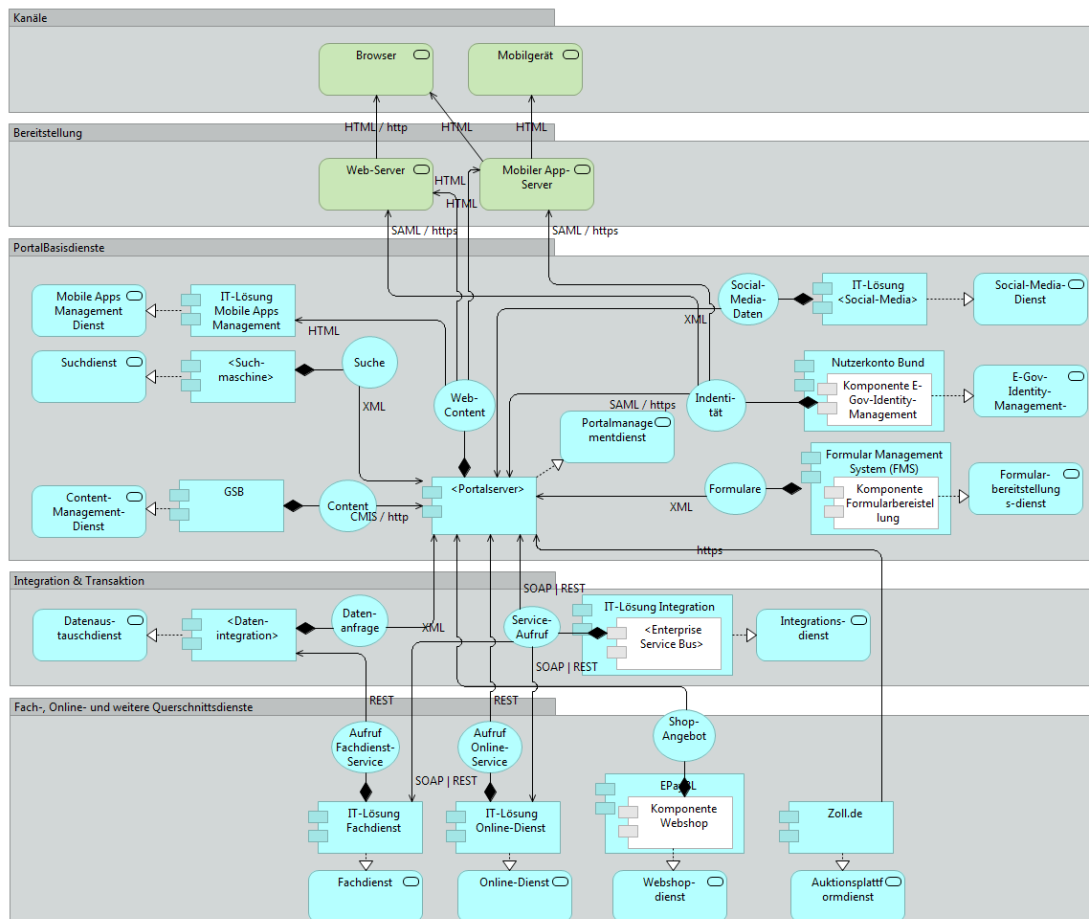 Kanäle
Browser
Mobilgerät
HTML / http
HTML
HTML
Bereitstellung
Web-Server
Mobiler App-
Server
HTML
HTML
SAML / https
SAML / https
PortalBasisdienste
Mobile Apps
Management
Dienst
IT-Lösung
Mobile Apps
Management
HTML
Social-
Media-
Daten
XML
IT-Lösung
<Social-Media>
Social-Media-
Dienst
Suchdienst
<Such-
maschine>
Suche
XML
Web-
Content
Nutzerkonto Bund
Komponente E-
Gov-Identity-
Management
E-Gov-
Identity-
Management-
Indenti-
tät
SAML / https
Portalmanage
mentdienst
Content-
Management-
Dienst
GSB
Content
CMIS / http
<Portalserver>
Formulare
XML
Formular Management
System (FMS)
Komponente
Formularbereistel
lung
Formular-
bereitstellung
s-dienst
https
Integration & Transaktion
Datenaus-
tauschdienst
<Daten-
integration>
Daten-
anfrage
XML
SOAP | REST
Service-
Aufruf
IT-Lösung Integration
<Enterprise
Service Bus>
Integrations-
dienst
SOAP | REST
REST
REST
Fach-, Online- und weitere Querschnittsdienste
Aufruf
Fachdienst-
Service
Aufruf
Online-
Service
Shop-
Angebot
SOAP | REST
IT-Lösung
Fachdienst
IT-Lösung
Online-Dienst
Komponente
Webshop
Zoll.de
Fachdienst
Online-Dienst
Webshop-
dienst
Auktionsplattf
ormdienst